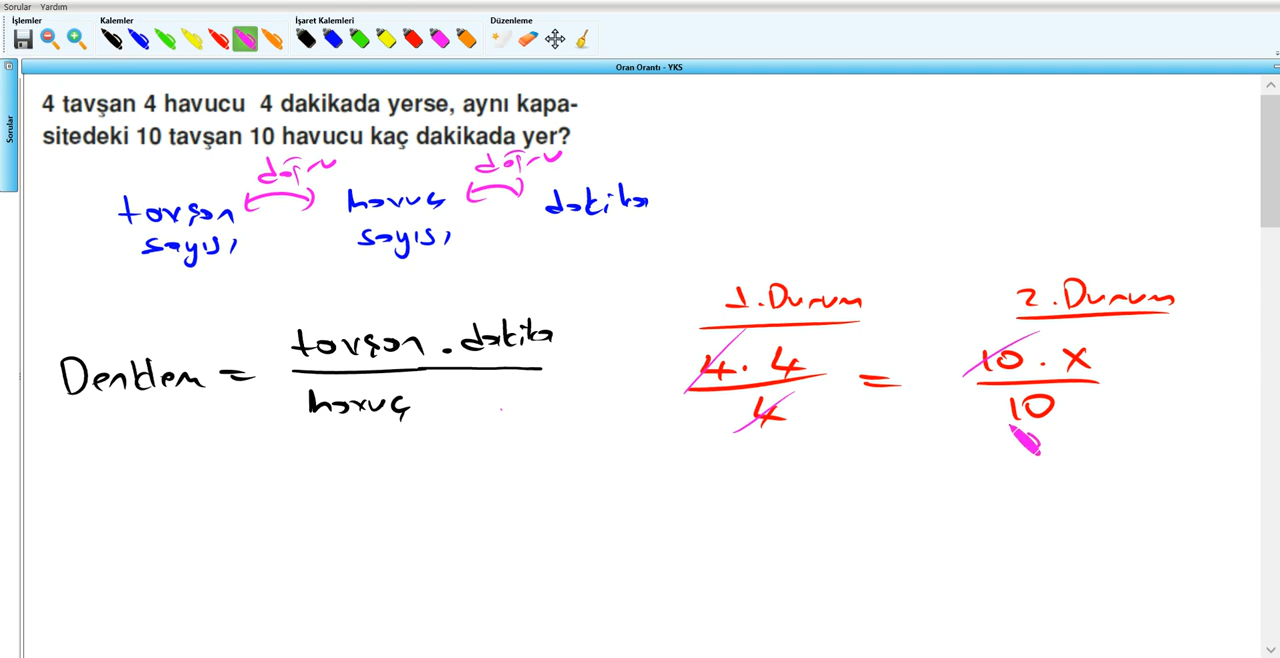 Sorular Yardım
İşlemler Kalemler İşaret Kalemleri Düzenleme
Oran Orantı - YKS
Sorular
4 tavşan 4 havucu 4 dakikada yerse, aynı kapa-
sitedeki 10 tavşan 10 havucu kaç dakikada yer?
doğru doğru
tavşan havuç dakika
sayısı sayısı
1. Durum 2. Durum
Denklem = tavşan . dakika / havuç
4 . 4 / 4 = 10 . x / 10